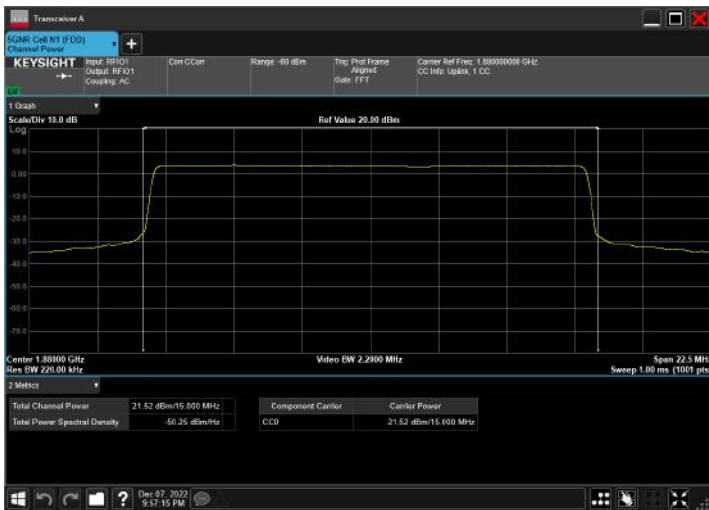 Transceiver A
5GNR Cell N1 (FDD)
Channel Power
KEYSIGHT
Input: RFIO1
Output: RFIO1
Coupling: AC
Corr CCorr
Range: -60 dBm
Trig: Prot Frame
Aligned
Gate: FFT
Carrier Ref Freq: 1.880000000 GHz
CC Info: Uplink, 1 CC
1 Graph
Scale/Div 10.0 dB
Ref Value 20.00 dBm
Log
10.0
0.00
-10.0
-20.0
-30.0
-40.0
-50.0
-60.0
-70.0
Center 1.88000 GHz
Video BW 2.2000 MHz
Span 22.5 MHz
Res BW 220.00 kHz
Sweep 1.00 ms (1001 pts
2 Metrics
Total Channel Power 21.52 dBm/15.000 MHz
Total Power Spectral Density -50.25 dBm/Hz
Component Carrier Carrier Power
CC0 21.52 dBm/15.000 MHz
Dec 07, 2022
9:57:15 PM